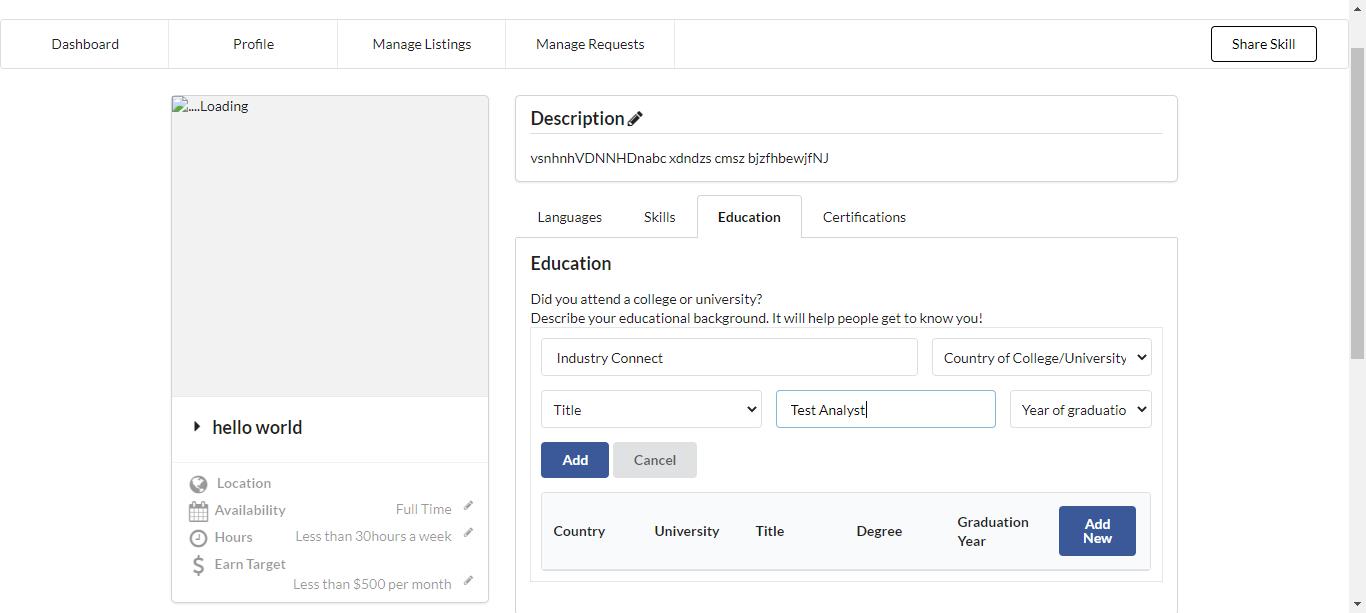 Dashboard
Profile
Manage Listings
Manage Requests
Share Skill
....Loading
hello world
Location
Availability
Full Time
Hours
Less than 30hours a week
Earn Target
Less than $500 per month
Description
vsnhnhVDNNHDnabc xdndzs cmsz bjzfhbewjfNJ
Languages
Skills
Education
Certifications
Education
Did you attend a college or university?
Describe your educational background. It will help people get to know you!
Industry Connect
Country of College/University
Title
Test Analyst
Year of graduatio
Add
Cancel
Country
University
Title
Degree
Graduation
Year
Add
New